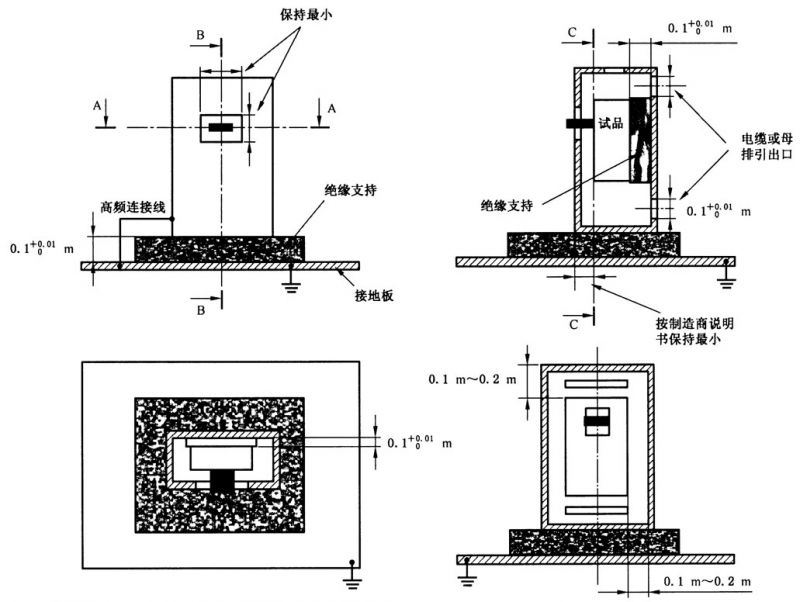 保持最小
B
A
A
高频连接线
绝缘支持
0.1+0.01 0 m
接地板
B
C
0.1+0.01 0 m
试品
电缆或母
排引出口
绝缘支持
0.1+0.01 0 m
按制造商说明
书保持最小
C
0.1+0.01 0 m
0.1 m～0.2 m
0.1 m～0.2 m